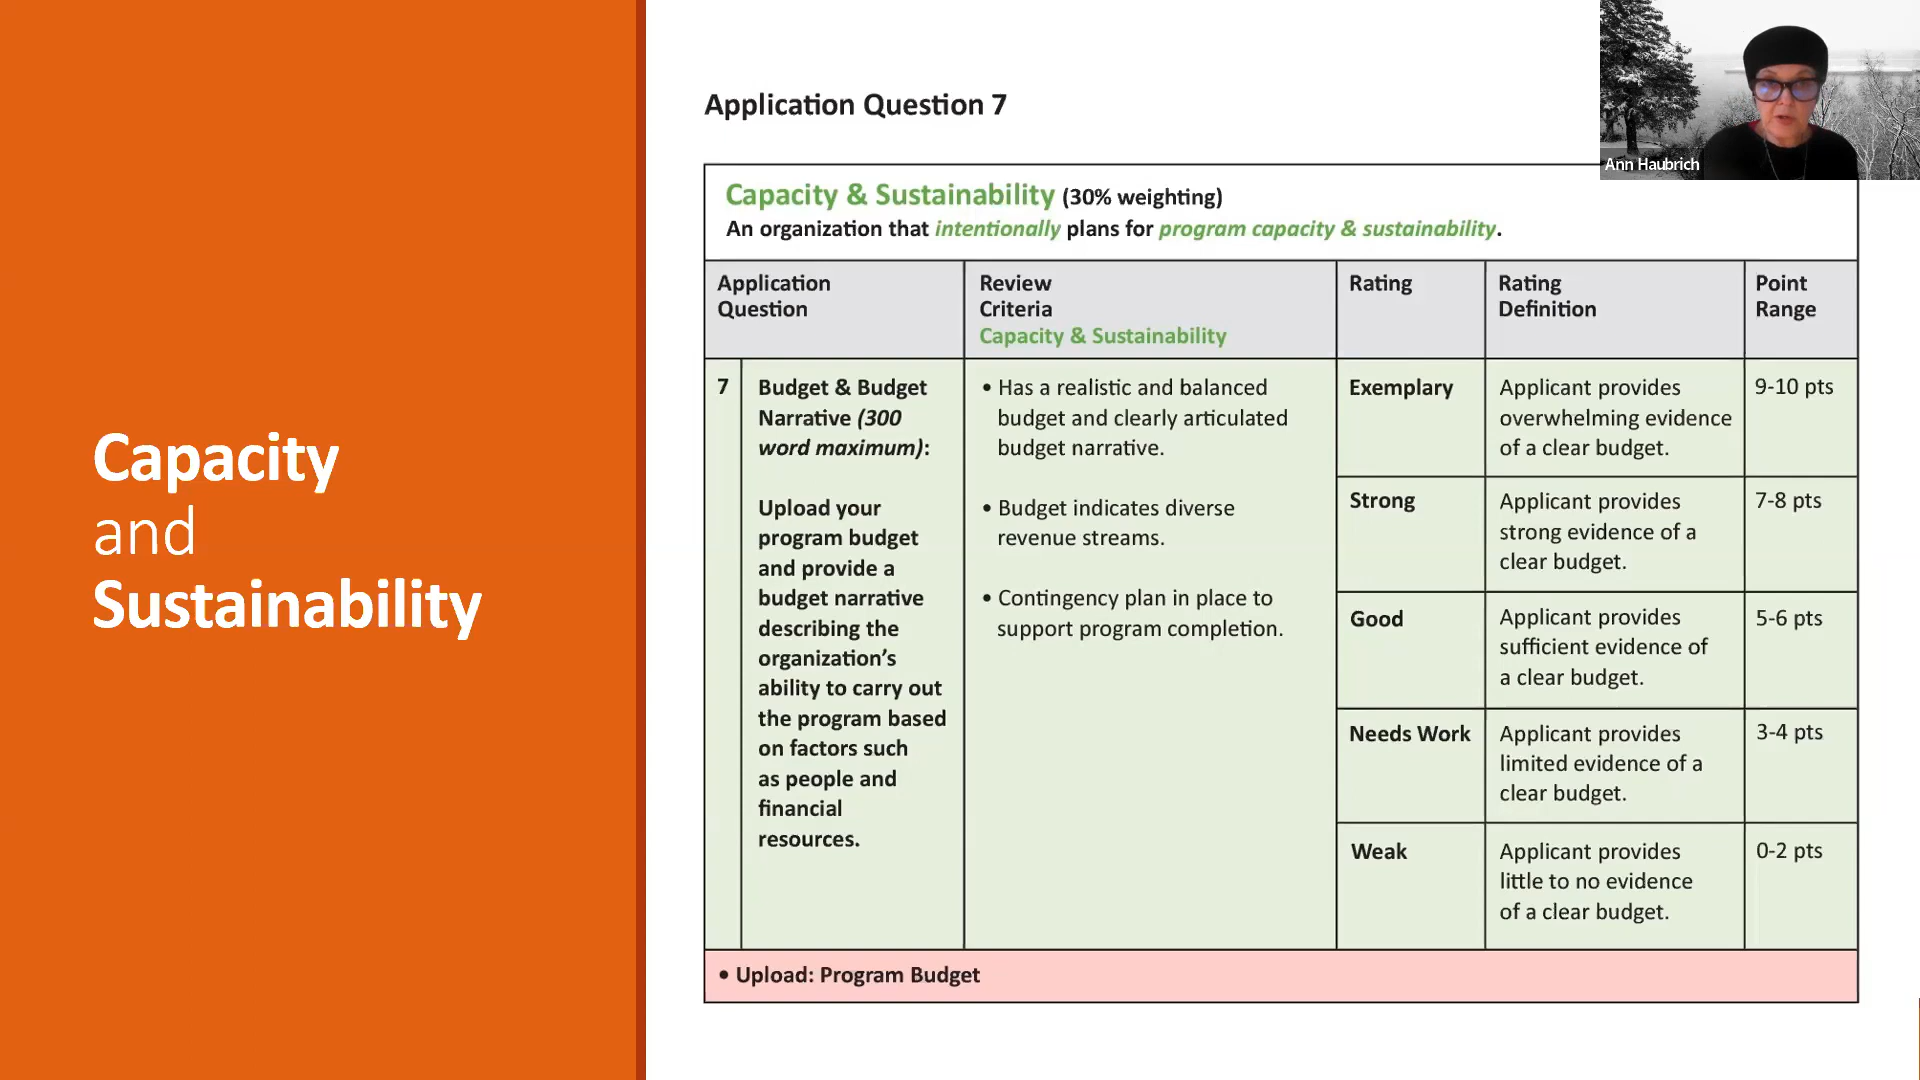 Capacity
and
Sustainability
Application Question 7
Ann Haubrich
Capacity & Sustainability (30% weighting)
An organization that intentionally plans for program capacity & sustainability.
Application
Question
Review
Criteria
Capacity & Sustainability
Rating
Rating
Definition
Point
Range
7
Budget & Budget
Narrative (300
word maximum):
Upload your
program budget
and provide a
budget narrative
describing the
organization’s
ability to carry out
the program based
on factors such
as people and
financial
resources.
• Has a realistic and balanced
budget and clearly articulated
budget narrative.
• Budget indicates diverse
revenue streams.
• Contingency plan in place to
support program completion.
Exemplary
Applicant provides
overwhelming evidence
of a clear budget.
9-10 pts
Strong
Applicant provides
strong evidence of a
clear budget.
7-8 pts
Good
Applicant provides
sufficient evidence of
a clear budget.
5-6 pts
Needs Work
Applicant provides
limited evidence of a
clear budget.
3-4 pts
Weak
Applicant provides
little to no evidence
of a clear budget.
0-2 pts
• Upload: Program Budget